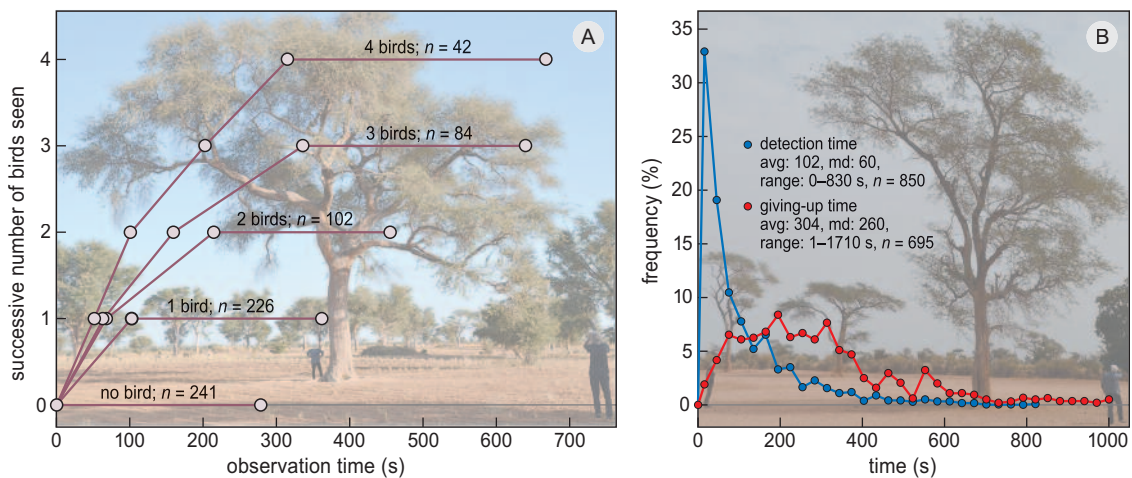 A
successive number of birds seen
4
3
2
1
0
4 birds; n = 42
3 birds; n = 84
2 birds; n = 102
1 bird; n = 226
no bird; n = 241
0 100 200 300 400 500 600 700
observation time (s)
B
frequency (%)
35
30
25
20
15
10
5
0
detection time
avg: 102, md: 60,
range: 0–830 s, n = 850
giving-up time
avg: 304, md: 260,
range: 1–1710 s, n = 695
0 200 400 600 800 1000
time (s)